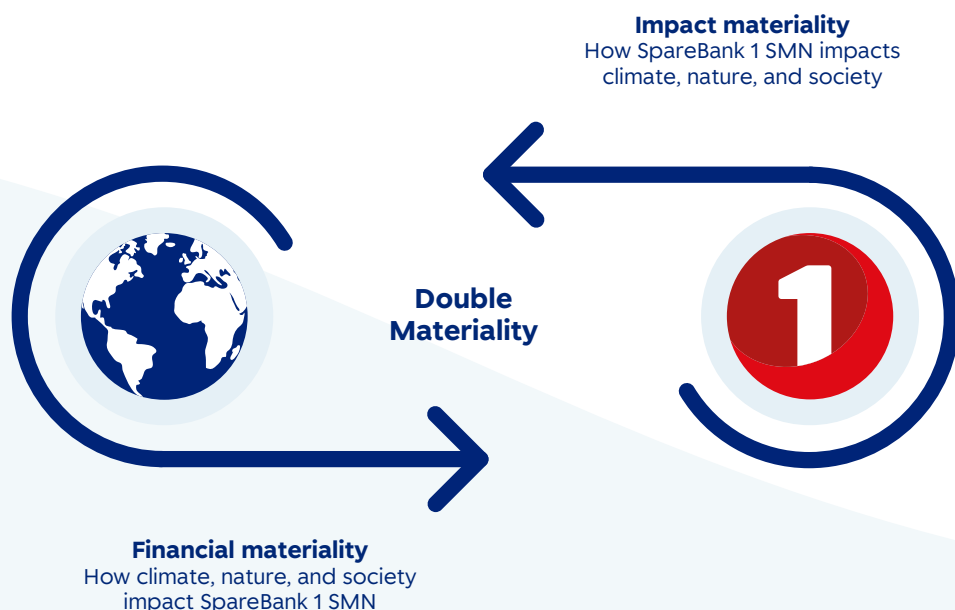 Impact materiality
How SpareBank 1 SMN impacts
climate, nature, and society
Double
Materiality
1
Financial materiality
How climate, nature, and society
impact SpareBank 1 SMN